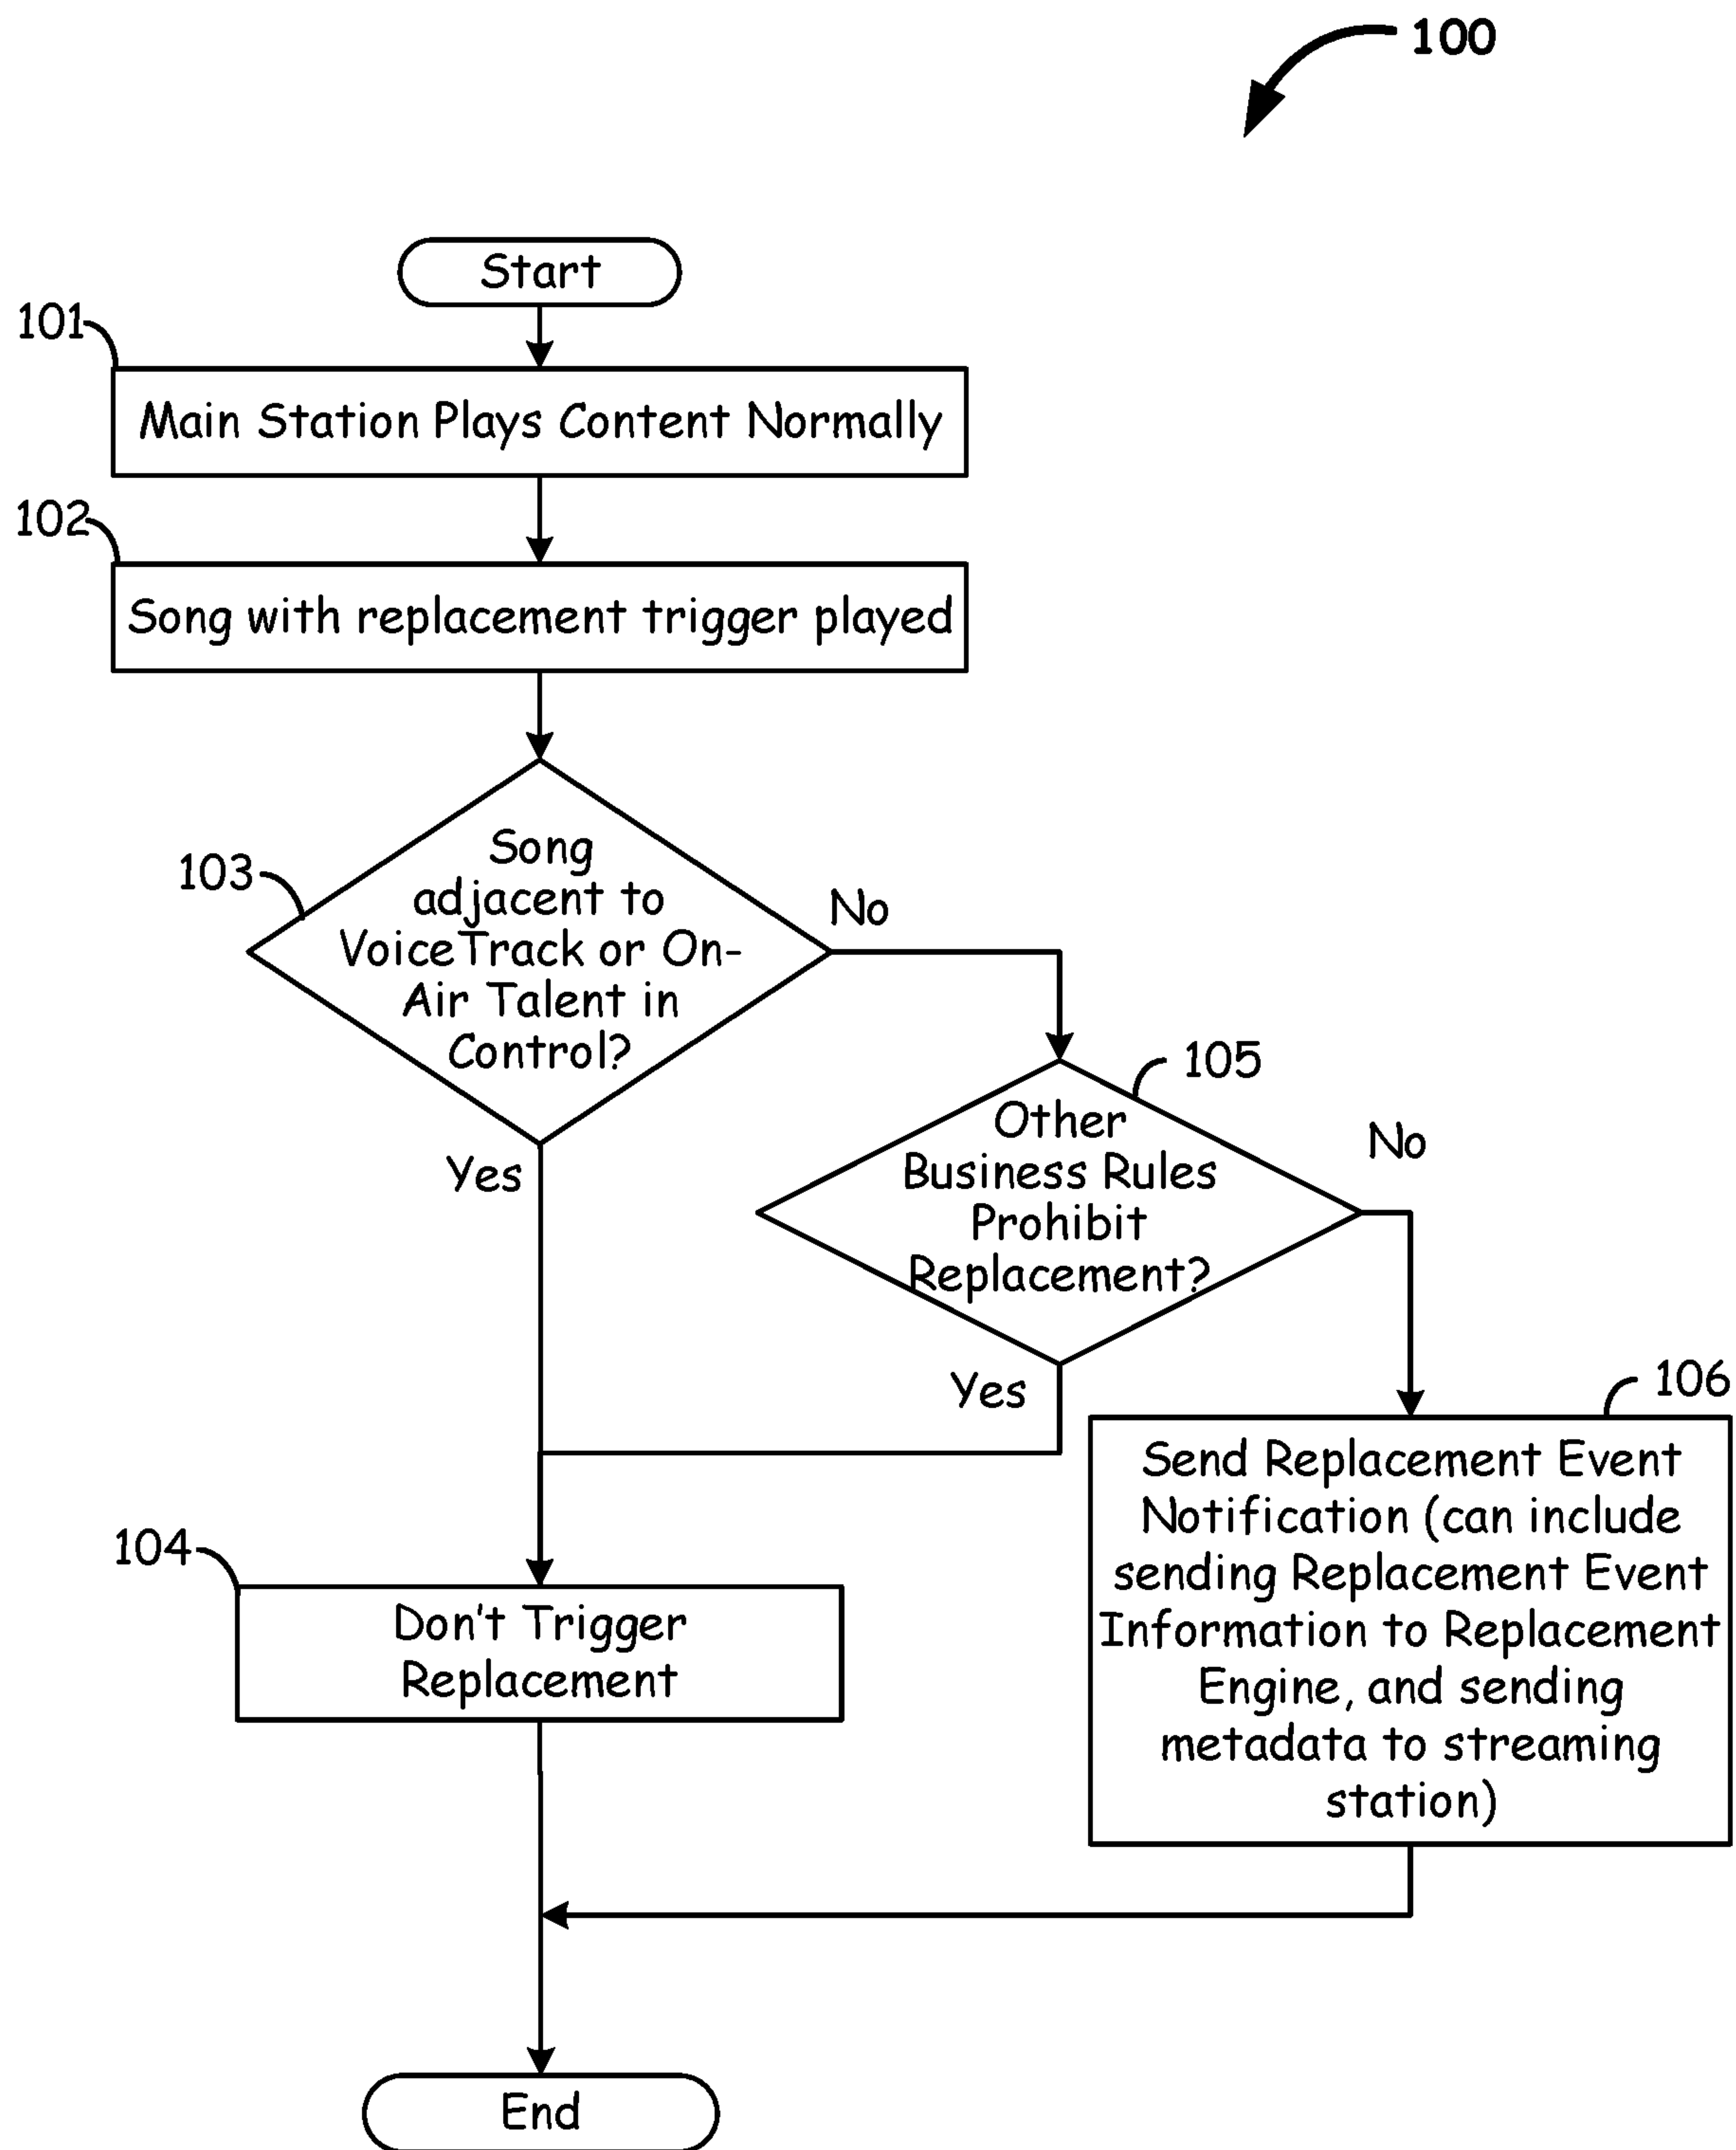 100
Start
101
Main Station Plays Content Normally
102
Song with replacement trigger played
103
Song
adjacent to
VoiceTrack or On-
Air Talent in
Control?
No
Yes
105
Other
Business Rules
Prohibit
Replacement?
No
Yes
106
Send Replacement Event
Notification (can include
sending Replacement Event
Information to Replacement
Engine, and sending
metadata to streaming
station)
104
Don't Trigger
Replacement
End